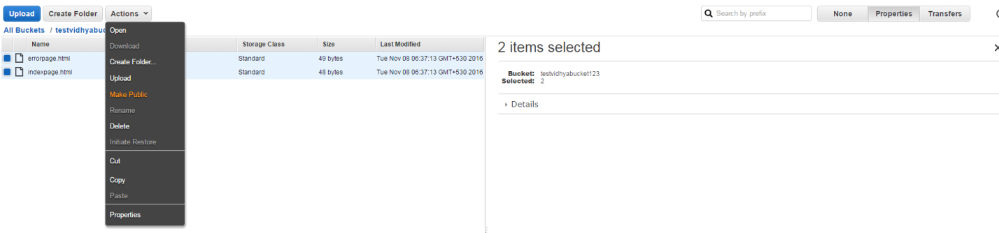 Upload Create Folder Actions Search by prefix None Properties Transfers
All Buckets / testvidhyabuc
Name Storage Class Size Last Modified
errorpage.html Standard 49 bytes Tue Nov 08 06:37:13 GMT+530 2016
indexpage.html Standard 48 bytes Tue Nov 08 06:37:13 GMT+530 2016
Open
Download
Create Folder...
Upload
Make Public
Rename
Delete
Initiate Restore
Cut
Copy
Paste
Properties
2 items selected
Bucket: testvidhyabucket123
Selected: 2
Details